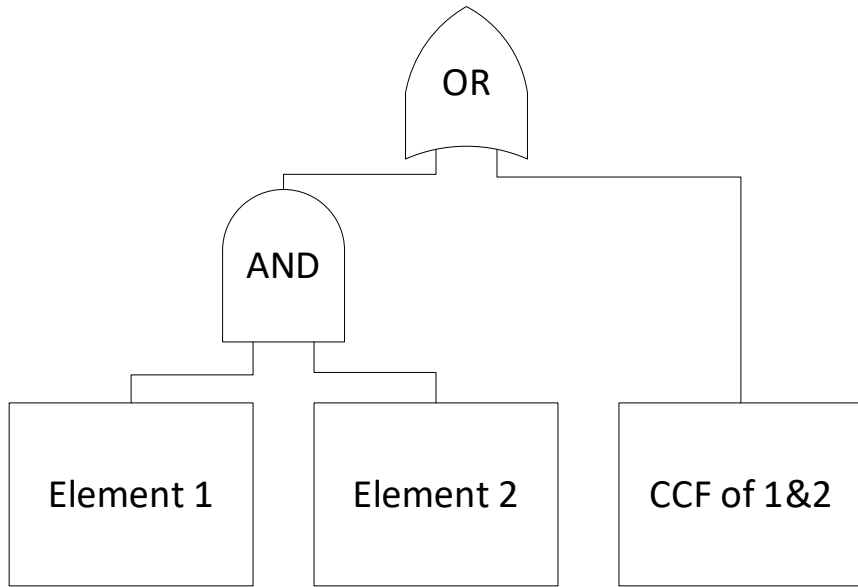 OR
AND
Element 1
Element 2
CCF of 1&2